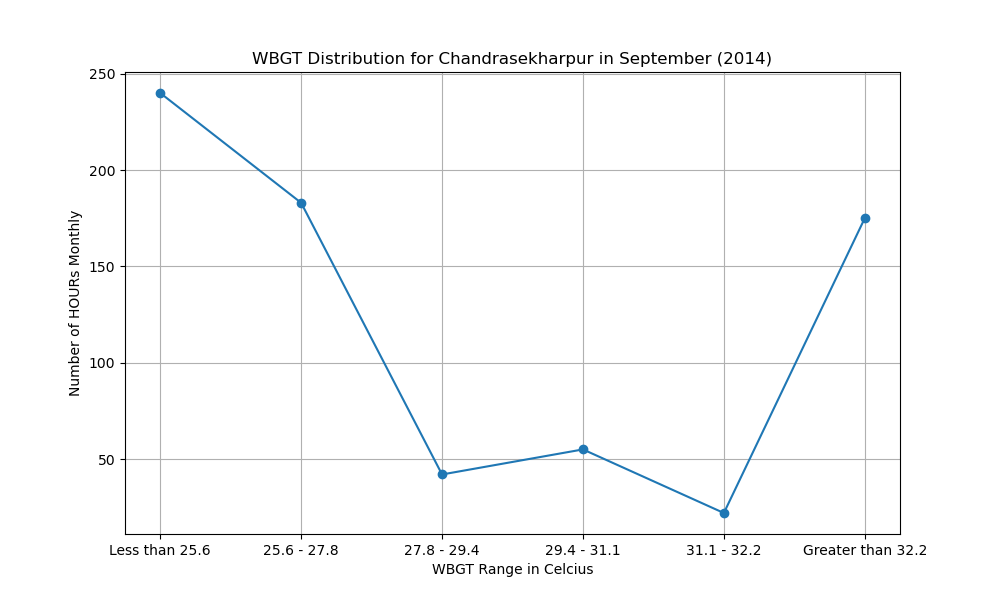 WBGT Distribution for Chandrasekharpur in September (2014)
Number of HOURs Monthly
250
200
150
100
50
Less than 25.6 25.6 - 27.8 27.8 - 29.4 29.4 - 31.1 31.1 - 32.2 Greater than 32.2
WBGT Range in Celcius